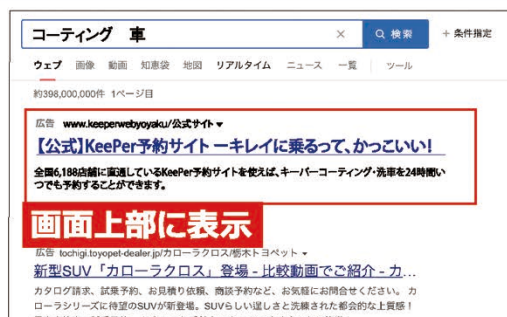 コーティング 車
× 検索 + 条件指定
ウェブ 画像 動画 知恵袋 地図 リアルタイム ニュース 一覧 ツール
約398,000,000件 1ページ目
広告 www.keeperwebyoyaku/公式サイト▼
【公式】KeePer予約サイト ーキレイに乗るって、かっこいい!
全国6,188店舗に直通しているKeePer予約サイトを使えば、キーパーコーティング・洗車を24時間い
つでも予約することができます。
画面上部に表示
広告 tochigi.toyopet-dealer.jp/カローラクロス/栃木トヨペット▼
新型SUV「カローラクロス」登場 - 比較動画でご紹介 - カ...
カタログ請求、試乗予約、お見積り依頼、商談予約など、お気軽にお問合せください。カ
ローラシリーズに待望のSUVが新登場。SUVらしい逞しさと洗練された都会的な上質感！